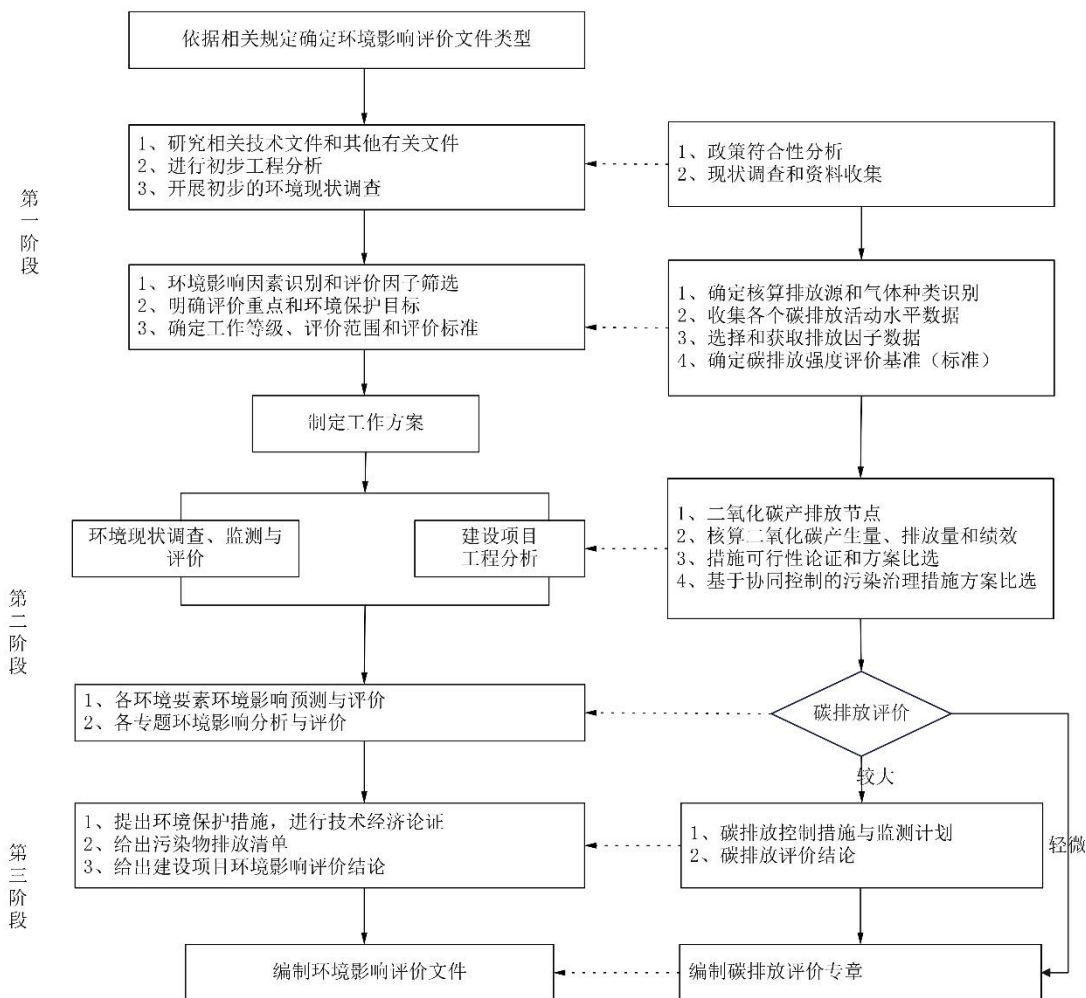 依据相关规定确定环境影响评价文件类型
1、研究相关技术文件和其他有关文件
2、进行初步工程分析
3、开展初步的环境现状调查
1、政策符合性分析
2、现状调查和资料收集
第一阶段
1、环境影响因素识别和评价因子筛选
2、明确评价重点和环境保护目标
3、确定工作等级、评价范围和评价标准
1、确定核算排放源和气体种类识别
2、收集各个碳排放活动水平数据
3、选择和获取排放因子数据
4、确定碳排放强度评价基准（标准）
制定工作方案
环境现状调查、监测与
评价
建设项目
工程分析
1、二氧化碳产排放节点
2、核算二氧化碳产生量、排放量和绩效
3、措施可行性论证和方案比选
4、基于协同控制的污染治理措施方案比选
第二阶段
1、各环境要素环境影响预测与评价
2、各专题环境影响分析与评价
碳排放评价
较大
轻微
第三阶段
1、提出环境保护措施，进行技术经济论证
2、给出污染物排放清单
3、给出建设项目环境影响评价结论
1、碳排放控制措施与监测计划
2、碳排放评价结论
编制环境影响评价文件
编制碳排放评价专章